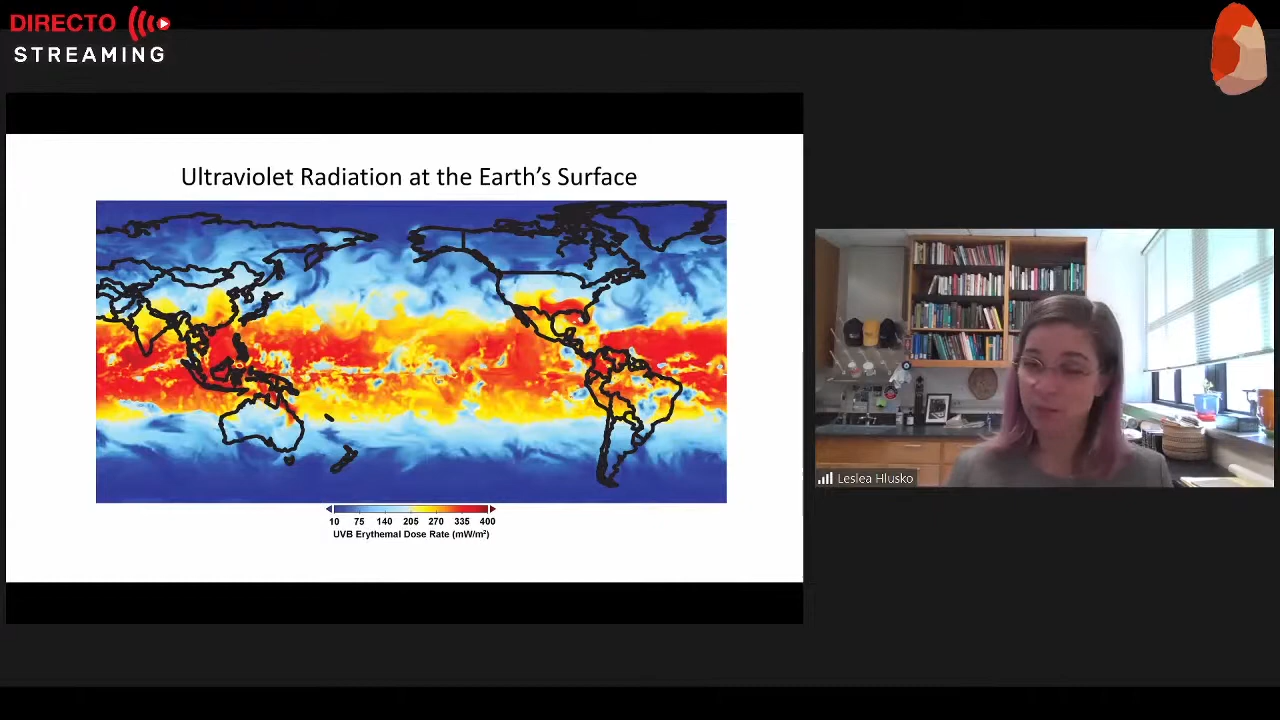 DIRECTO
STREAMING
Ultraviolet Radiation at the Earth's Surface
10 75 140 205 270 335 400
UVB Erythemal Dose Rate (mW/m²)
Leslea Hlusko